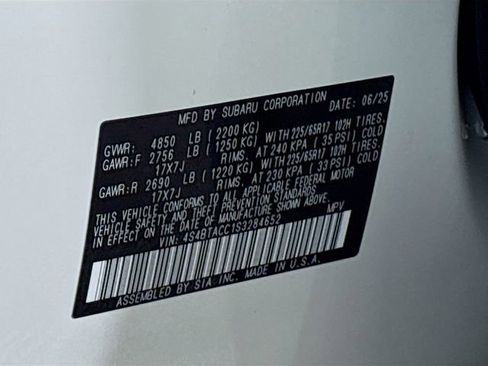 MFD BY SUBARU CORPORATION DATE: 06/25
GVWR: 4850 LB (2200 KG)
GAWR:F 2756 LB (1250 KG) WITH 225/65R17 102H TIRES,
17X7J RIMS, AT 240 KPA (35 PSI) COLD
GAWR:R 2690 LB (1220 KG) WITH 225/65R17 102H TIRES,
17X7J RIMS, AT 230 KPA (33 PSI) COLD
THIS VEHICLE CONFORMS TO ALL APPLICABLE FEDERAL MOTOR
VEHICLE SAFETY AND THEFT PREVENTION STANDARDS
IN EFFECT ON THE DATE OF MANUFACTURE SHOWN ABOVE.
VIN: 4S4BTACC1S3284652 MPV
ASSEMBLED BY SIA INC. MADE IN U.S.A.